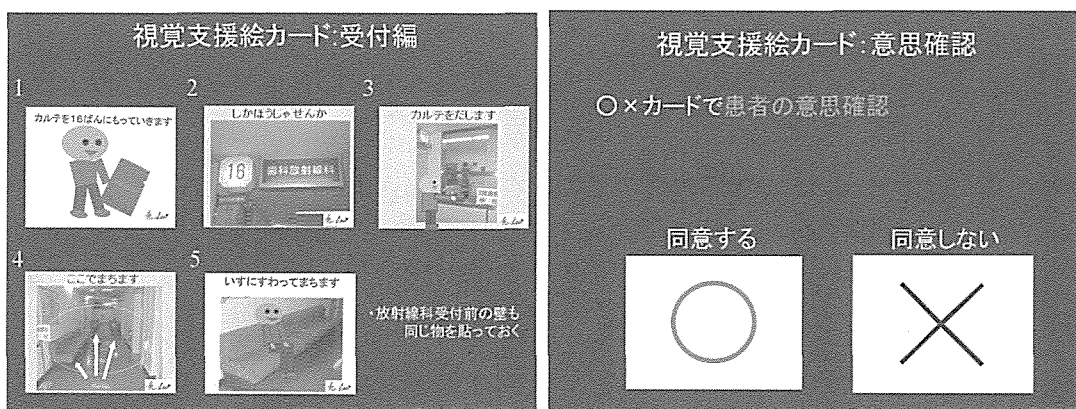 視覚支援絵カード:受付編
1
カルテを16ばんにもっていきます
2
しかほうしゃせんか
16
歯科放射線科
3
カルテをだします
4
ここでまちます
5
いすにすわってまちます
・放射線科受付前の壁も
同じ物を貼っておく
視覚支援絵カード:意思確認
○×カードで患者の意思確認
同意する
同意しない